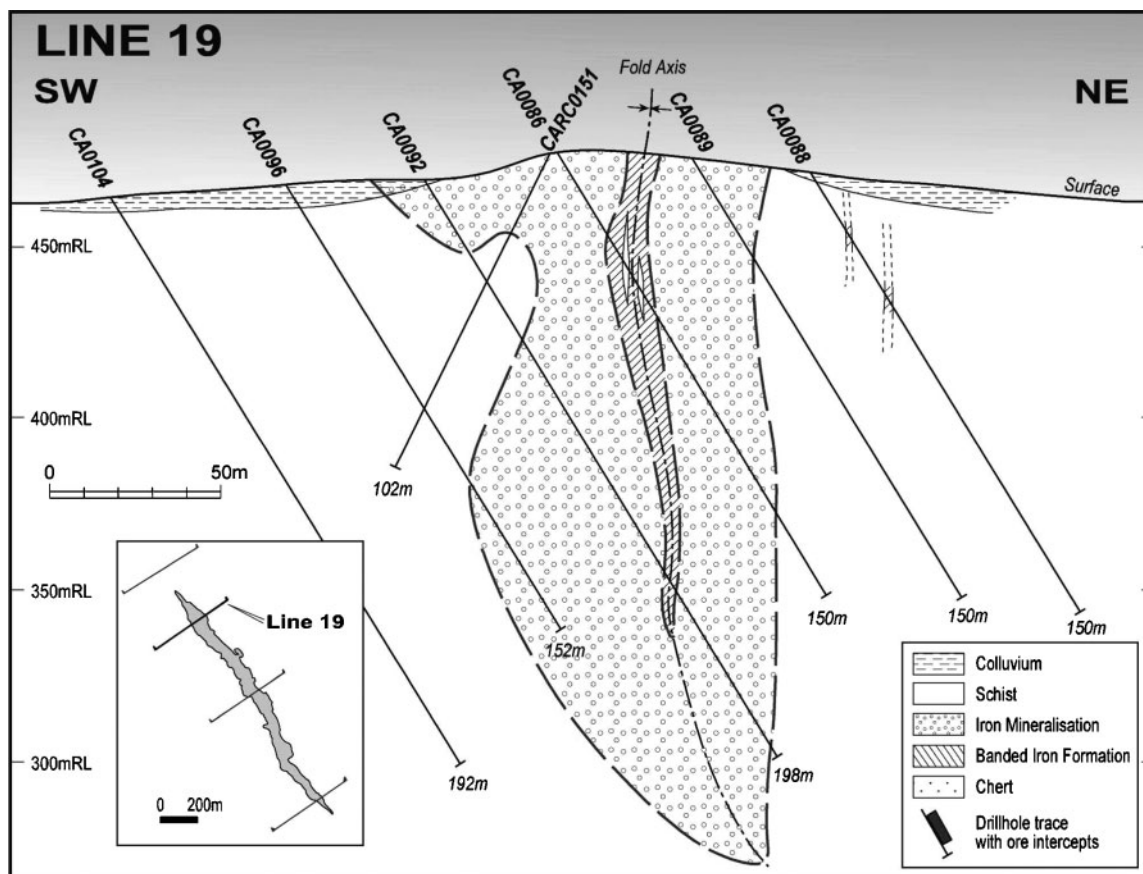 LINE 19
SW
NE
Fold Axis
CA0104
CA0096
CA0092
CA0086
CARC0151
CA0089
CA0088
Surface
450mRL
400mRL
350mRL
300mRL
0 50m
102m
152m
192m
198m
150m
150m
150m
Line 19
0 200m
Colluvium
Schist
Iron Mineralisation
Banded Iron Formation
Chert
Drillhole trace
with ore intercepts